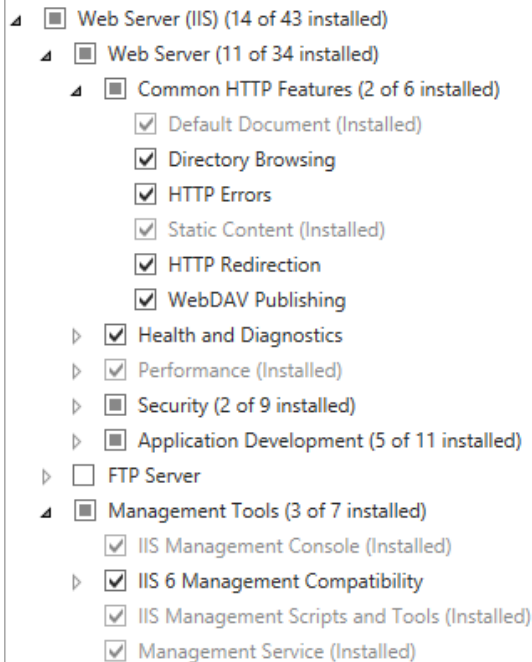 Web Server (IIS) (14 of 43 installed)
Web Server (11 of 34 installed)
Common HTTP Features (2 of 6 installed)
Default Document (Installed)
Directory Browsing
HTTP Errors
Static Content (Installed)
HTTP Redirection
WebDAV Publishing
Health and Diagnostics
Performance (Installed)
Security (2 of 9 installed)
Application Development (5 of 11 installed)
FTP Server
Management Tools (3 of 7 installed)
IIS Management Console (Installed)
IIS 6 Management Compatibility
IIS Management Scripts and Tools (Installed)
Management Service (Installed)